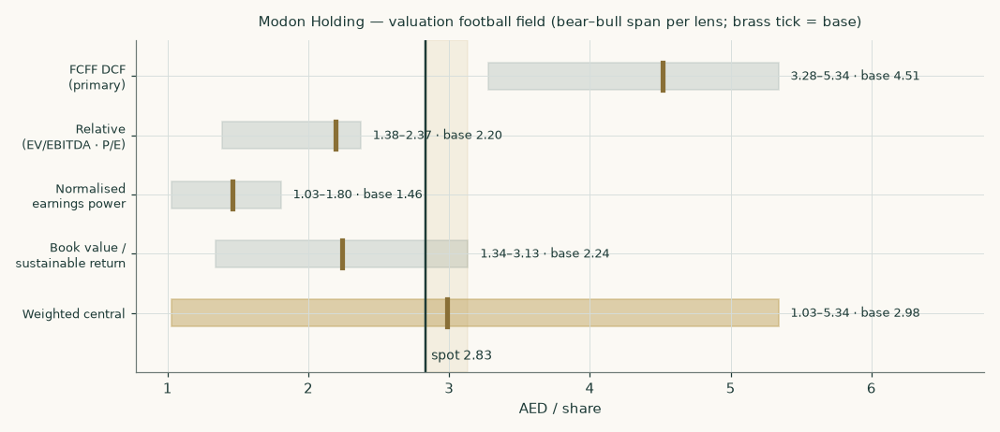 Modon Holding — valuation football field (bear–bull span per lens; brass tick = base)
FCFF DCF
(primary)
3.28–5.34 · base 4.51
Relative
(EV/EBITDA · P/E)
1.38–2.37 · base 2.20
Normalised
earnings power
1.03–1.80 · base 1.46
Book value /
sustainable return
1.34–3.13 · base 2.24
Weighted central
1.03–5.34 · base 2.98
spot 2.83
1 2 3 4 5 6
AED / share